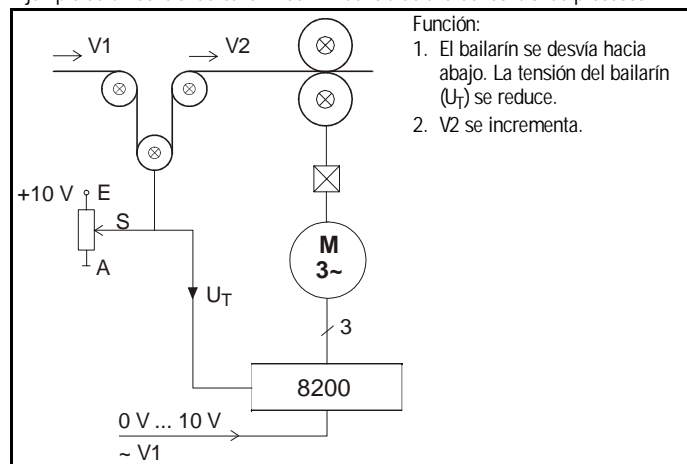 V1
V2
Función:
1. El bailarín se desvía hacia
abajo. La tensión del bailarín
(UT) se reduce.
2. V2 se incrementa.
+10 V
E
S
A
M
3~
UT
3
8200
0 V ... 10 V
~ V1